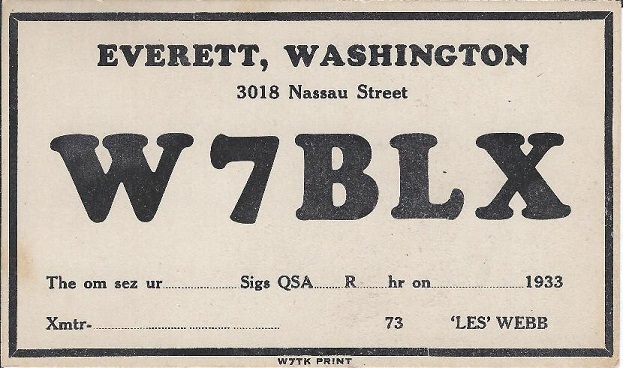 EVERETT, WASHINGTON
3018 Nassau Street
W7BLX
The om sez ur.................Sigs QSA......R......hr on......................1933
Xmtr-............................................ 73 'LES' WEBB
W7TK PRINT